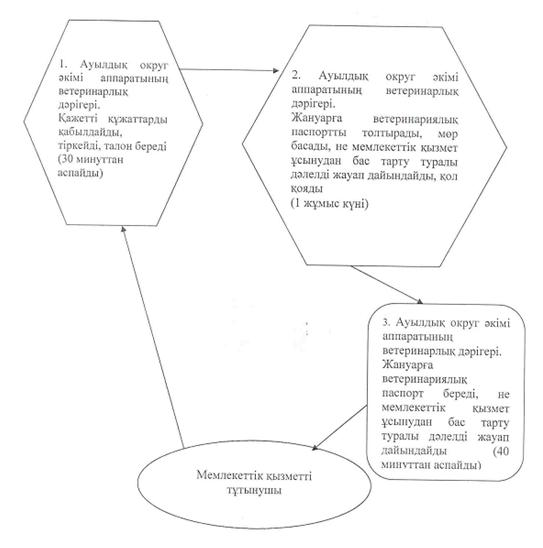 1. Ауылдық округ
әкімі аппаратының
ветеринарлық
дәрігері.
Қажетті құжаттарды
қабылдайды,
тіркейді, талон береді
(30 минуттан
аспайды)
2. Ауылдық округ әкімі
аппаратының ветеринарлық
дәрігері.
Жануарға ветеринариялық
паспортты толтырады, мөр
басады, не мемлекеттік қызмет
ұсынудан бас тарту туралы
дәлелді жауап дайындайды, қол
қояды
(1 жұмыс күні)
3. Ауылдық округ әкімі
аппаратының
ветеринарлық дәрігері.
Жануарға
ветеринариялық
паспорт береді, не
мемлекеттік қызмет
ұсынудан бас тарту
туралы дәлелді жауап
дайындайды (40
минуттан аспайды)
Мемлекеттік қызметті
тұтынушы